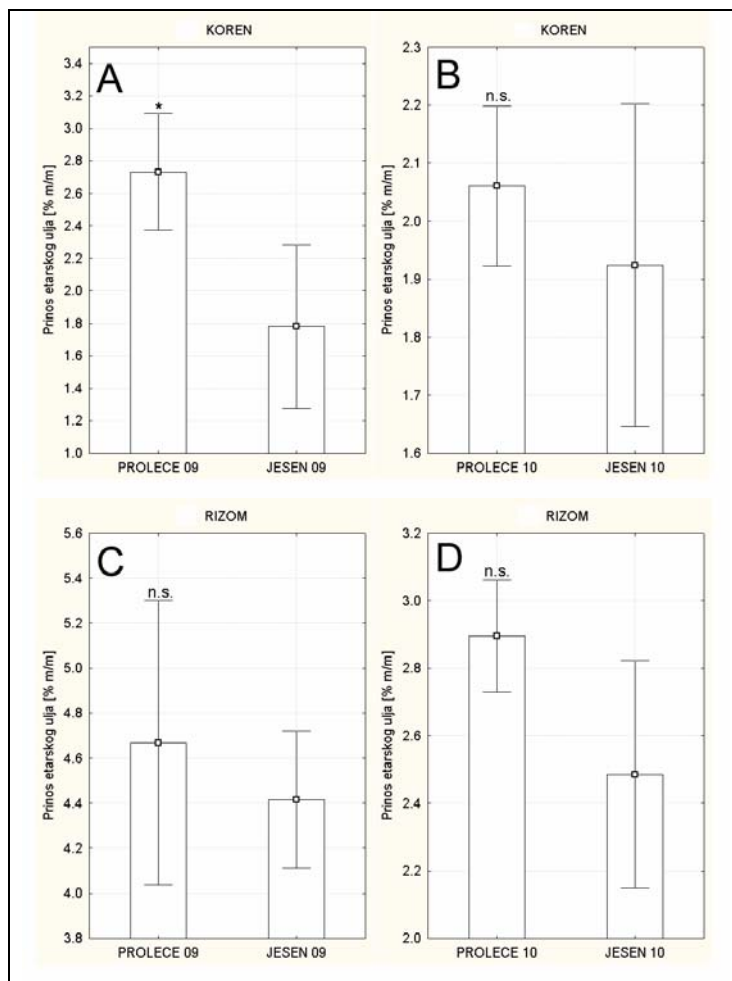 KOREN
A
*
Prinos etarskog ulja [% m/m]
3.4
3.2
3.0
2.8
2.6
2.4
2.2
2.0
1.8
1.6
1.4
1.2
1.0
PROLECE 09 JESEN 09
KOREN
B
n.s.
Prinos etarskog ulja [% m/m]
2.3
2.2
2.1
2.0
1.9
1.8
1.7
1.6
PROLECE 10 JESEN 10
RIZOM
C
n.s.
Prinos etarskog ulja [% m/m]
5.6
5.4
5.2
5.0
4.8
4.6
4.4
4.2
4.0
3.8
PROLECE 09 JESEN 09
RIZOM
D
n.s.
Prinos etarskog ulja [% m/m]
3.2
3.0
2.8
2.6
2.4
2.2
2.0
PROLECE 10 JESEN 10